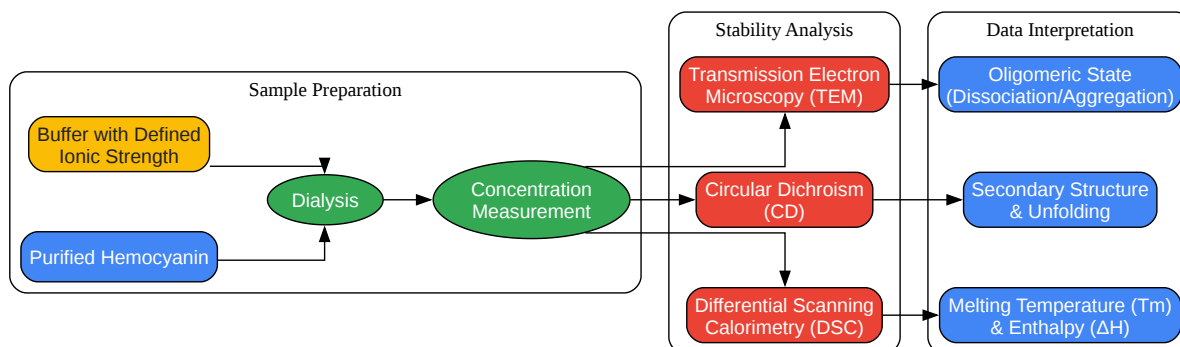 Sample Preparation
Buffer with Defined
Ionic Strength
Purified Hemocyanin
Dialysis
Concentration
Measurement
Stability Analysis
Transmission Electron
Microscopy (TEM)
Circular Dichroism
(CD)
Differential Scanning
Calorimetry (DSC)
Data Interpretation
Oligomeric State
(Dissociation/Aggregation)
Secondary Structure
& Unfolding
Melting Temperature (Tm)
& Enthalpy (ΔH)